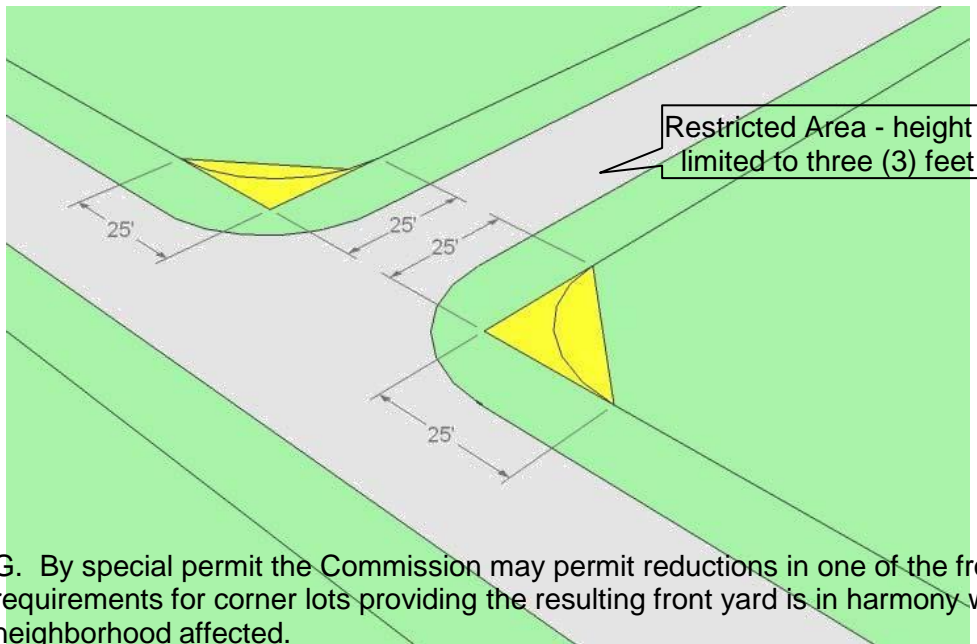 Restricted Area - height
limited to three (3) feet
25'
25'
25'
25'
G. By special permit the Commission may permit reductions in one of the
requirements for corner lots providing the resulting front yard is in harmony
neighborhood affected.